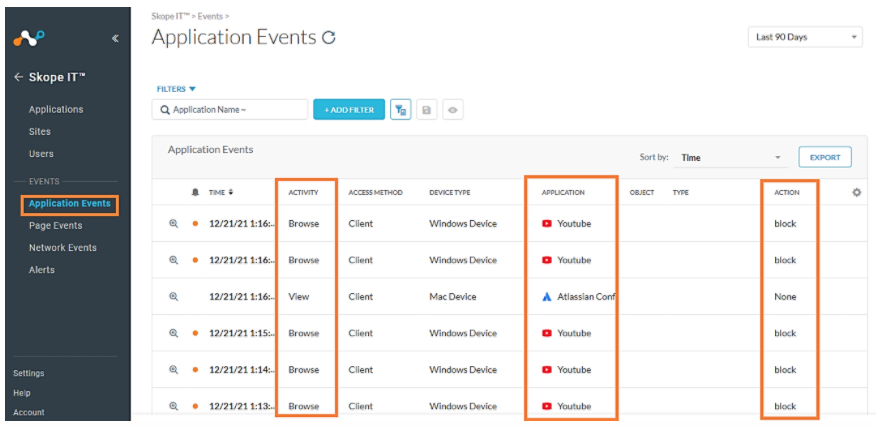 Skope IT™ > Events >
Application Events
Last 90 Days
«
← Skope IT™
Applications
Sites
Users
EVENTS
Application Events
Page Events
Network Events
Alerts
Settings
Help
Account
FILTERS
Application Name ~
+ ADD FILTER
Application Events
Sort by: Time
EXPORT
TIME ACTIVITY ACCESS METHOD DEVICE TYPE APPLICATION OBJECT TYPE ACTION
12/21/21 1:16:... Browse Client Windows Device Youtube block
12/21/21 1:16:... Browse Client Windows Device Youtube block
12/21/21 1:16:... View Client Mac Device Atlassian Conf None
12/21/21 1:15:... Browse Client Windows Device Youtube block
12/21/21 1:14:... Browse Client Windows Device Youtube block
12/21/21 1:13:... Browse Client Windows Device Youtube block